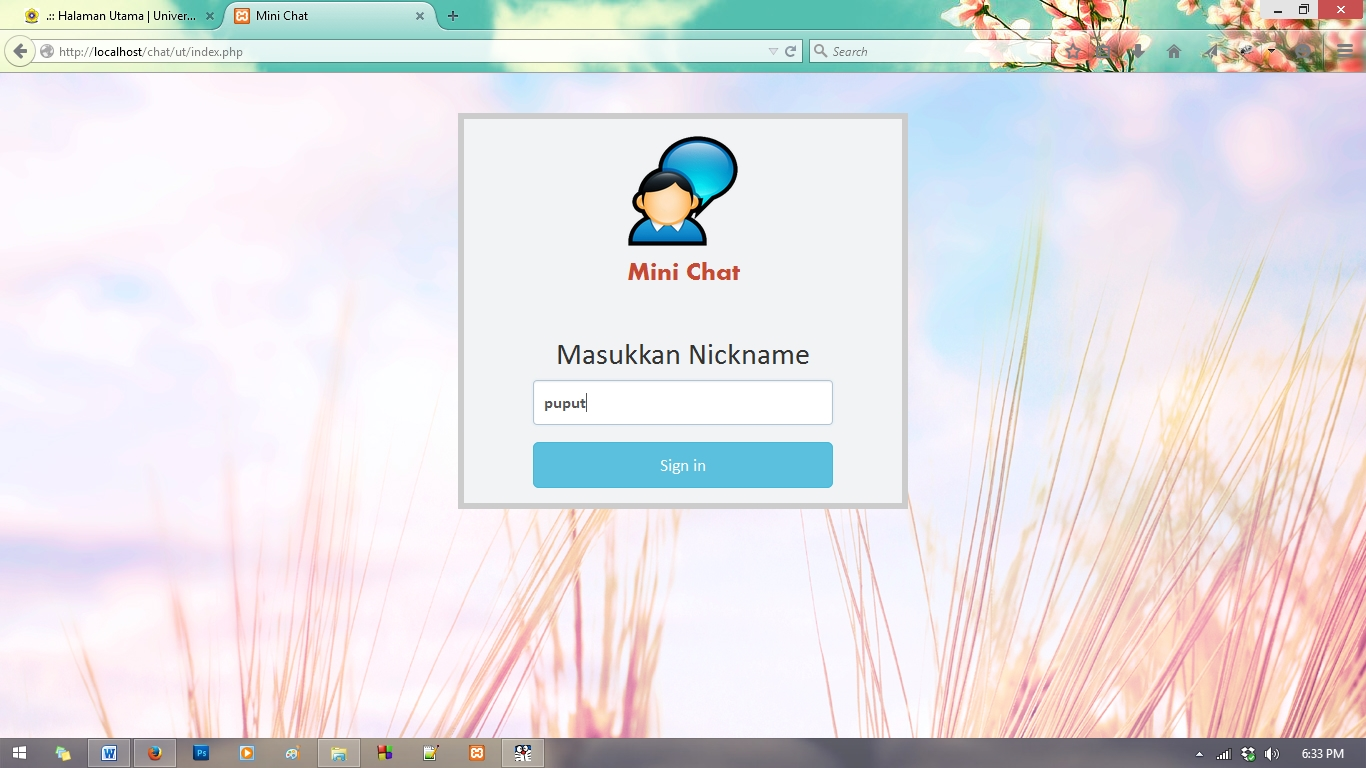 .:: Halaman Utama | Univer...
Mini Chat
http://localhost/chat/ut/index.php
Search
Mini Chat
Masukkan Nickname
puput
Sign in
W
Ps
6:33 PM